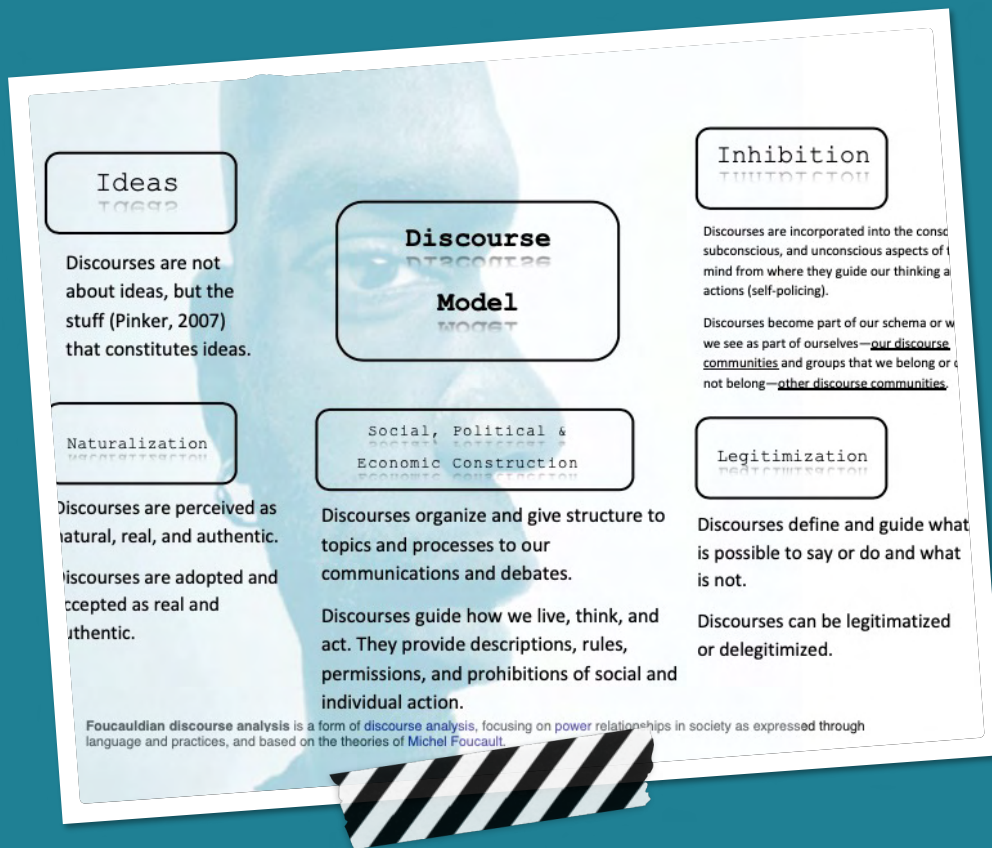 Ideas
Discourses are not
about ideas, but the
stuff (Pinker, 2007)
that constitutes ideas.
Discourse
Model
Inhibition
Discourses are incorporated into the
subconscious, and unconscious aspects of
mind from where they guide our thinking
actions (self-policing).
Discourses become part of our schema or
we see as part of ourselves—our discourse
communities and groups that we belong or
not belong—other discourse communities.
Naturalization
Discourses are perceived as
natural, real, and authentic.
Discourses are adopted and
accepted as real and
authentic.
Social, Political &
Economic Construction
Discourses organize and give structure to
topics and processes to our
communications and debates.
Discourses guide how we live, think, and
act. They provide descriptions, rules,
permissions, and prohibitions of social and
individual action.
Legitimization
Discourses define and guide what
is possible to say or do and what
is not.
Discourses can be legitimatized
or delegitimized.
Foucauldian discourse analysis is a form of discourse analysis, focusing on power relationships in society as expressed through
language and practices, and based on the theories of Michel Foucault.